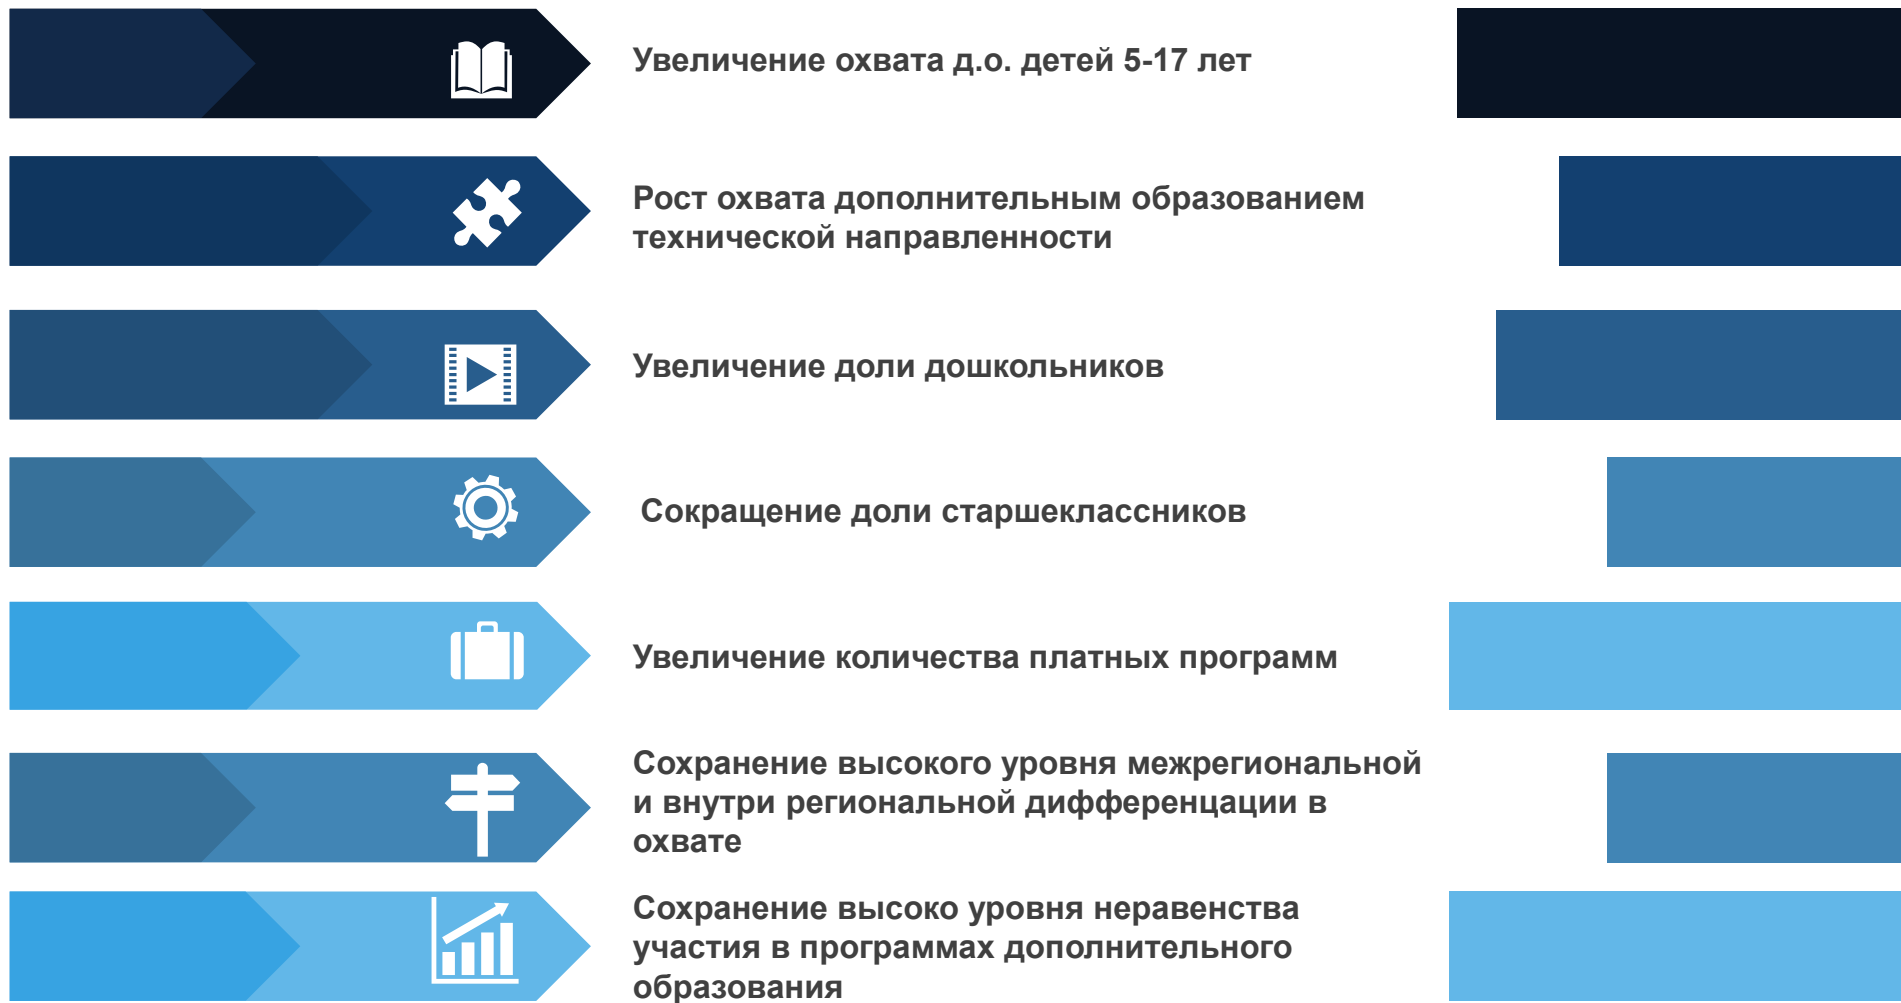 Увеличение охвата д.о. детей 5-17 лет
Рост охвата дополнительным образованием
технической направленности
Увеличение доли дошкольников
Сокращение доли старшеклассников
Увеличение количества платных программ
Сохранение высокого уровня межрегиональной
и внутри региональной дифференцации в
охвате
Сохранение высоко уровня неравенства
участия в программах дополнительного
образования